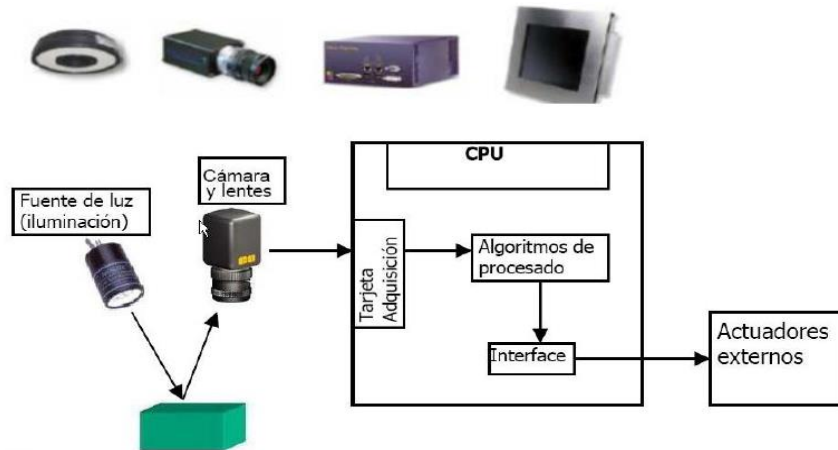 CPU
Cámara
y lentes
Fuente de luz
(iluminación)
Tarjeta
Adquisición
Algoritmos de
procesado
Interface
Actuadores
externos